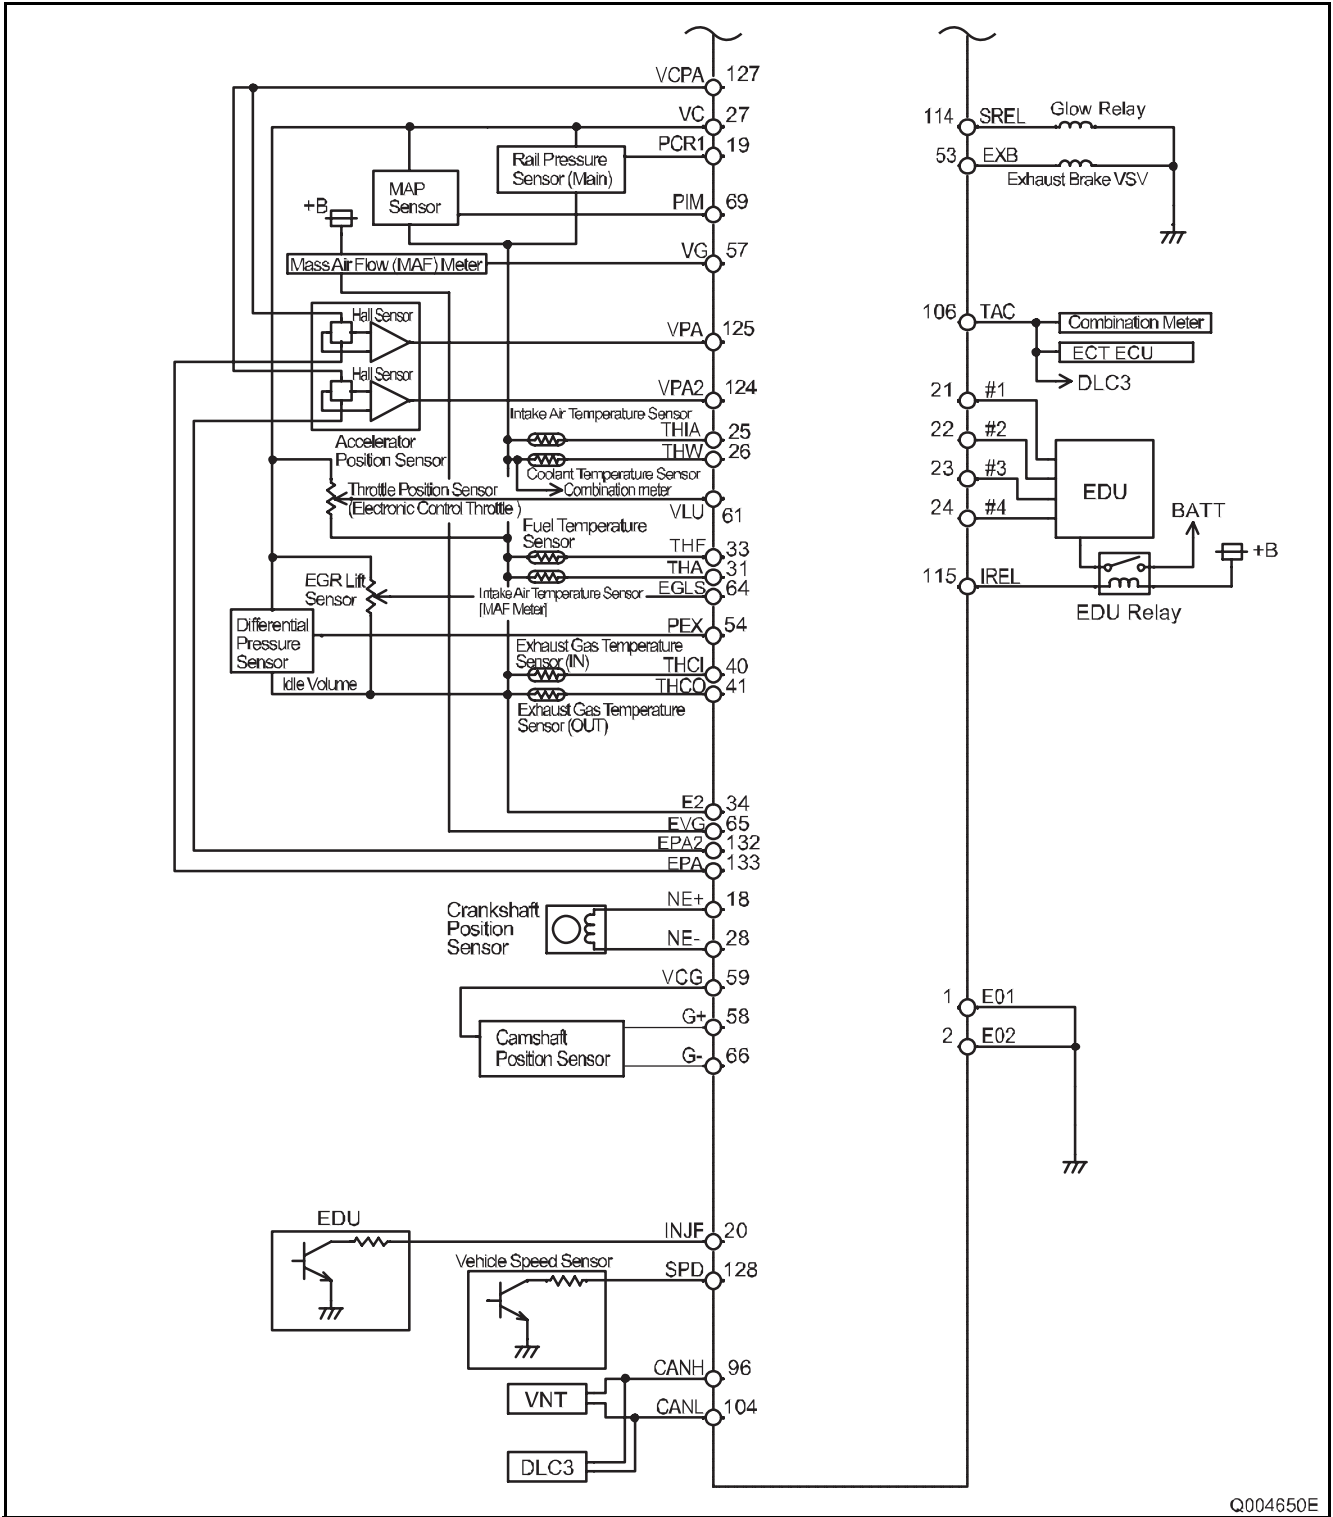 VCPA 127
VC 27
PCR1 19
Rail Pressure
Sensor (Main)
MAP
Sensor
PIM 69
+B
VG 57
Mass Air Flow (MAF) Meter
Hall Sensor
VPA 125
Hall Sensor
VPA2 124
Intake Air Temperature Sensor
THIA 25
Accelerator
Position Sensor
THW 26
Coolant Temperature Sensor
Combination meter
Throttle Position Sensor
(Electronic Control Throttle )
VLU 61
Fuel Temperature
Sensor
THF 33
THA 31
EGR Lift
Sensor
Intake Air Temperature Sensor
[MAF Meter]
EGLS 64
Differential
Pressure
Sensor
PEX 54
Exhaust Gas Temperature
Sensor (IN)
THCI 40
Idle Volume
THCO 41
Exhaust Gas Temperature
Sensor (OUT)
E2 34
EVG 65
EPA2 132
EPA 133
Crankshaft
Position
Sensor
NE+ 18
NE- 28
VCG 59
G+ 58
Camshaft
Position Sensor
G- 66
EDU
INJF 20
Vehicle Speed Sensor
SPD 128
CANH 96
VNT
CANL 104
DLC3
114 SREL
Glow Relay
53 EXB
Exhaust Brake VSV
106 TAC
Combination Meter
ECT ECU
DLC3
21 #1
22 #2
23 #3
24 #4
EDU
BATT
+B
115 IREL
EDU Relay
1 E01
2 E02
Q004650E